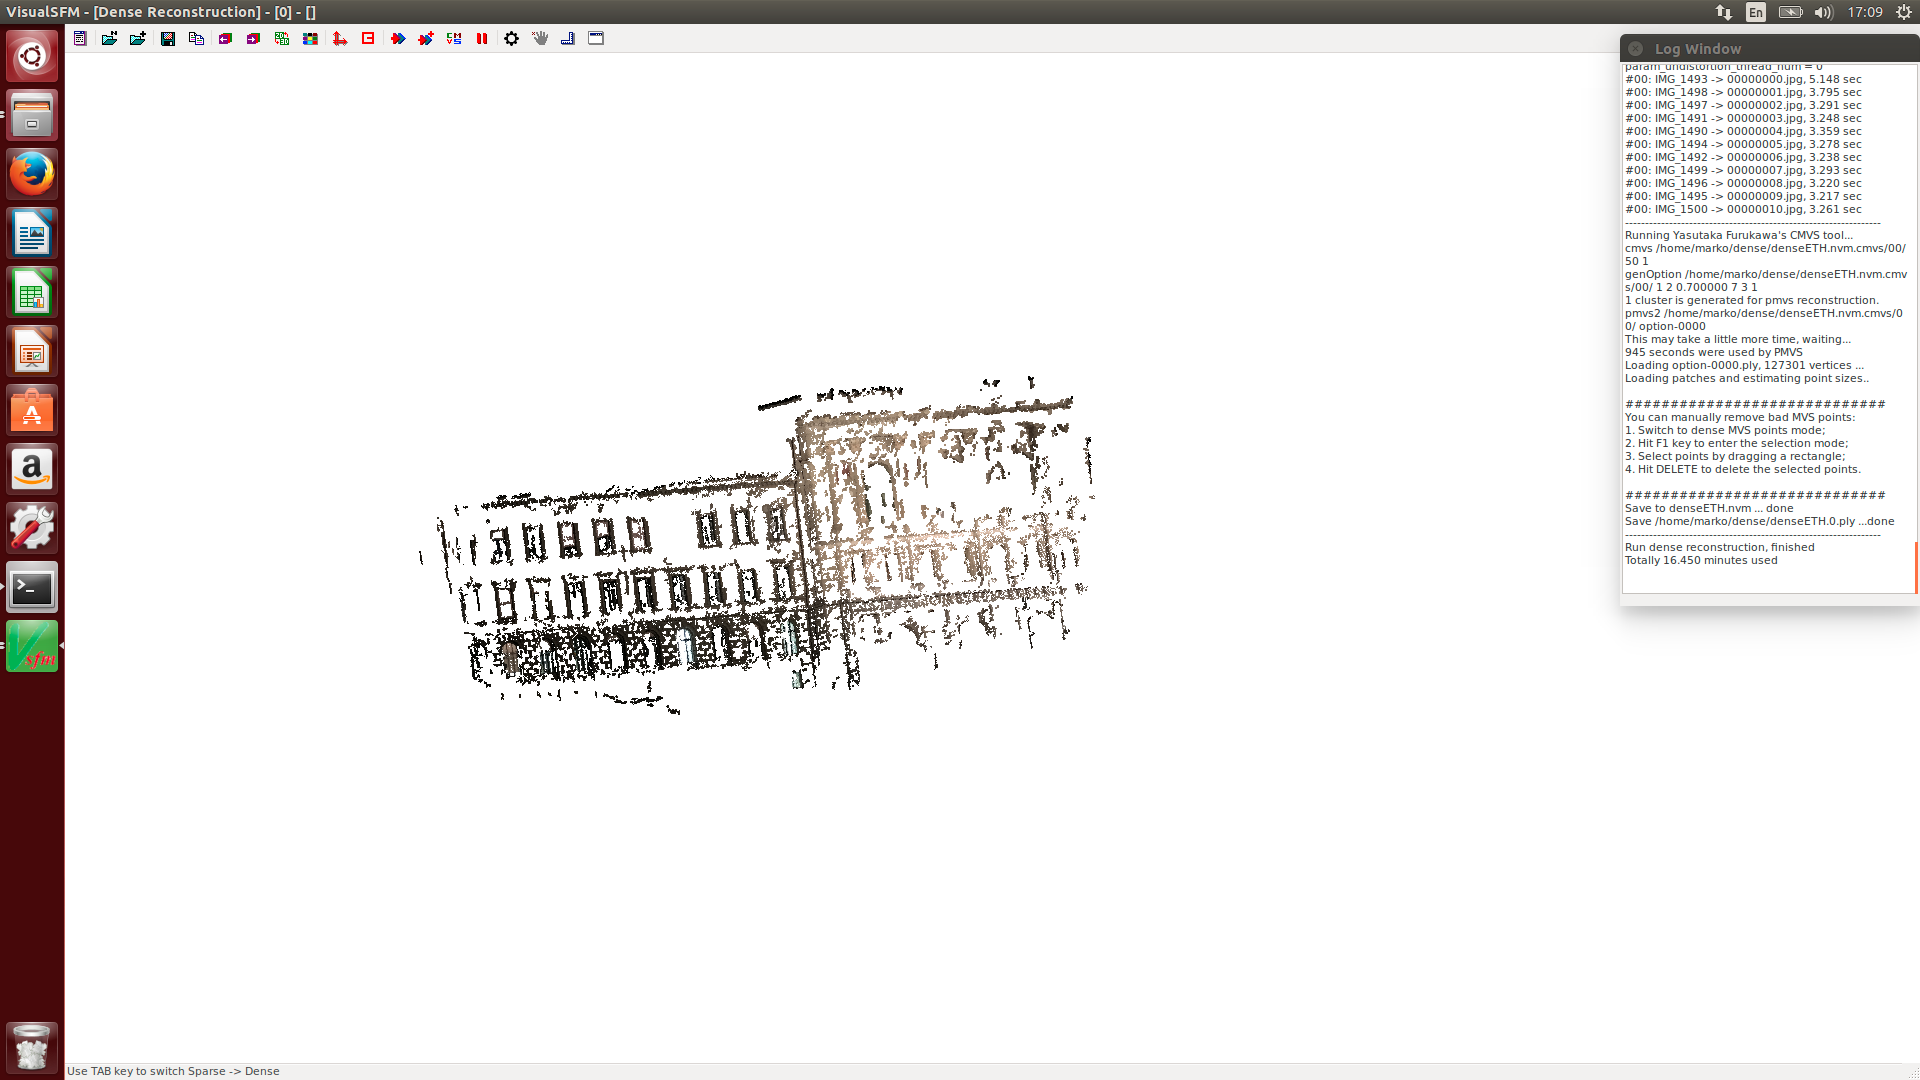 VisualSFM - [Dense Reconstruction] - [0] - []
En
17:09
Log Window
param_undistortion_thread_num = 0
#00: IMG_1493 -> 00000000.jpg, 5.148 sec
#00: IMG_1498 -> 00000001.jpg, 3.795 sec
#00: IMG_1497 -> 00000002.jpg, 3.291 sec
#00: IMG_1491 -> 00000003.jpg, 3.248 sec
#00: IMG_1490 -> 00000004.jpg, 3.359 sec
#00: IMG_1494 -> 00000005.jpg, 3.278 sec
#00: IMG_1492 -> 00000006.jpg, 3.238 sec
#00: IMG_1499 -> 00000007.jpg, 3.293 sec
#00: IMG_1496 -> 00000008.jpg, 3.220 sec
#00: IMG_1495 -> 00000009.jpg, 3.217 sec
#00: IMG_1500 -> 00000010.jpg, 3.261 sec
----------------------------------------------------------------
Running Yasutaka Furukawa's CMVS tool...
cmvs /home/marko/dense/denseETH.nvm.cmvs/00/
50 1
genOption /home/marko/dense/denseETH.nvm.cmv
s/00/ 1 2 0.700000 7 3 1
1 cluster is generated for pmvs reconstruction.
pmvs2 /home/marko/dense/denseETH.nvm.cmvs/0
0/ option-0000
This may take a little more time, waiting...
945 seconds were used by PMVS
Loading option-0000.ply, 127301 vertices ...
Loading patches and estimating point sizes..
#############################
You can manually remove bad MVS points:
1. Switch to dense MVS points mode;
2. Hit F1 key to enter the selection mode;
3. Select points by dragging a rectangle;
4. Hit DELETE to delete the selected points.
#############################
Save to denseETH.nvm ... done
Save /home/marko/dense/denseETH.0.ply ...done
----------------------------------------------------------------
Run dense reconstruction, finished
Totally 16.450 minutes used
CM
VS
A
a
>_
Vsfm
Use TAB key to switch Sparse -> Dense